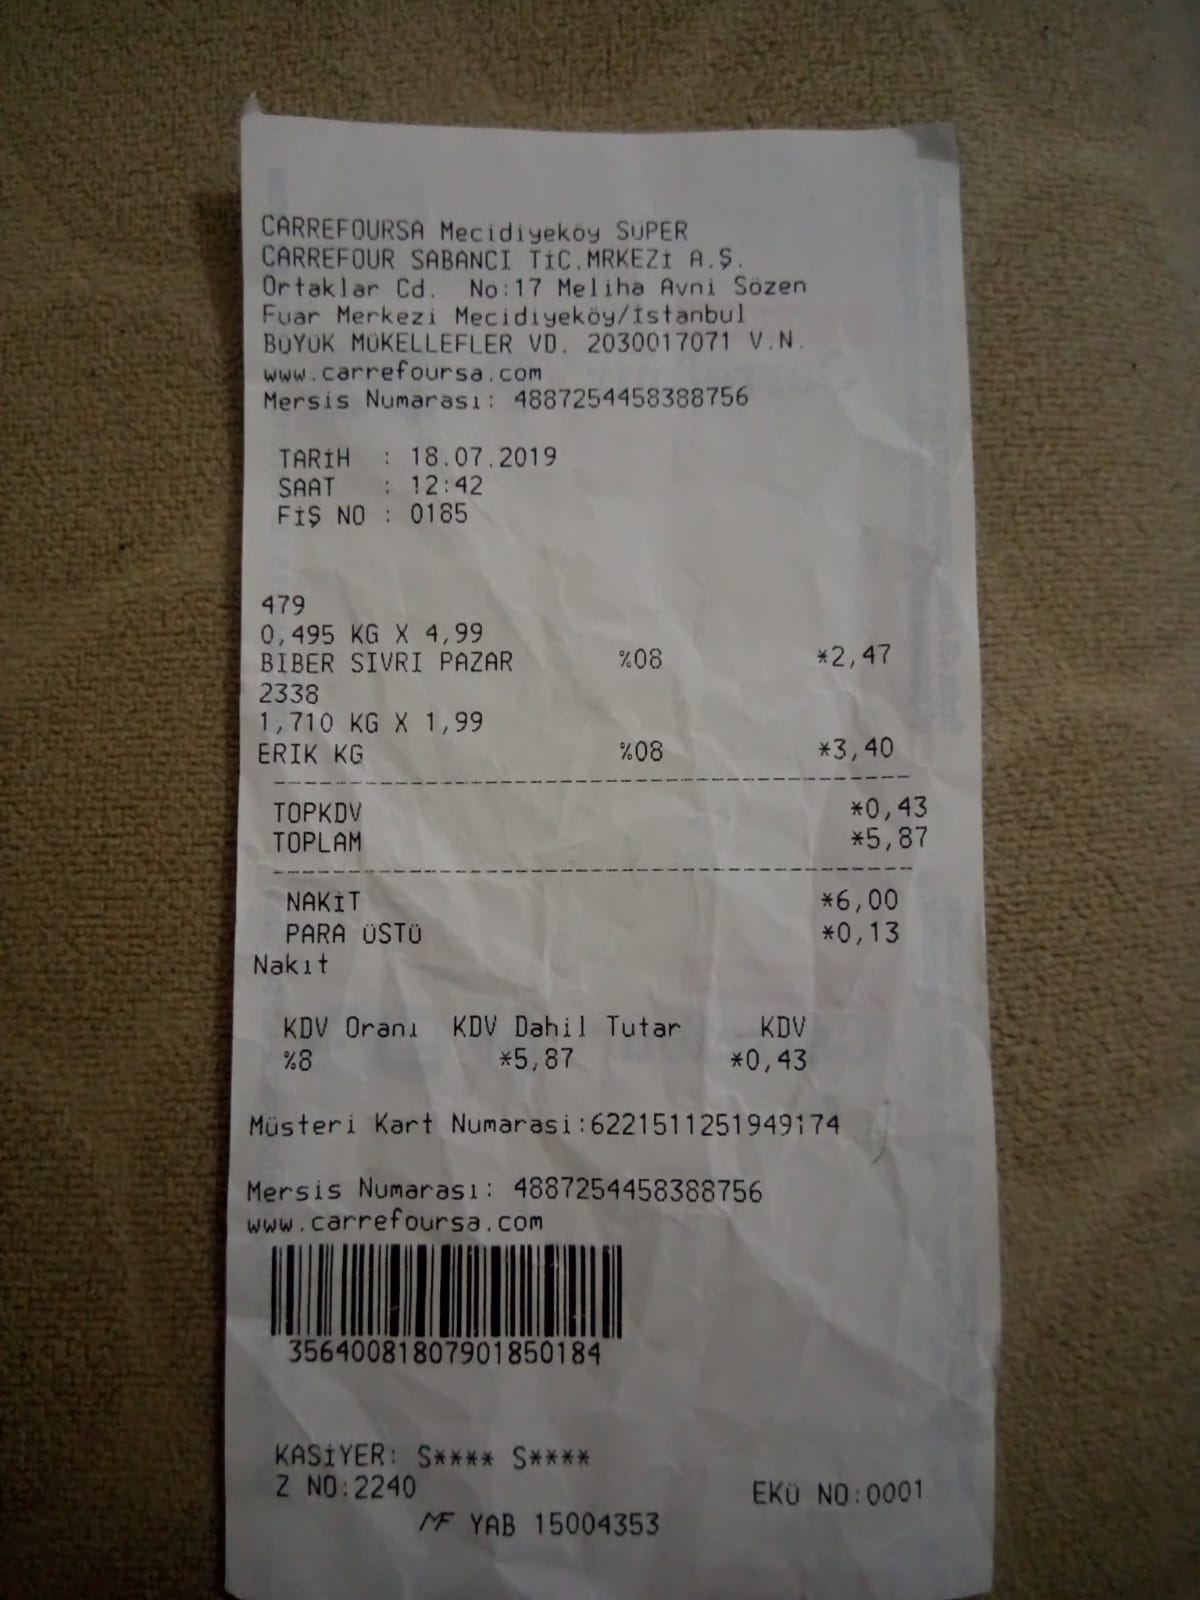 CARREFOURSA Mecidiyeköy SUPER
CARREFOUR SABANCI TİC.MRKEZİ A.Ş.
Ortaklar Cd. No:17 Meliha Avni Sözen
Fuar Merkezi Mecidiyeköy/İstanbul
BÜYÜK MÜKELLEFLER VD. 2030017071 V.N.
www.carrefoursa.com
Mersis Numarası: 4887254458388756
TARİH : 18.07.2019
SAAT : 12:42
FİŞ NO : 0185
479
0,495 KG X 4,99
BIBER SIVRI PAZAR %08 *2,47
2338
1,710 KG X 1,99
ERIK KG %08 *3,40
TOPKDV *0,43
TOPLAM *5,87
NAKİT *6,00
PARA ÜSTÜ *0,13
Nakıt
KDV Oranı KDV Dahil Tutar KDV
%8 *5,87 *0,43
Müsteri Kart Numarasi:6221511251949174
Mersis Numarası: 4887254458388756
www.carrefoursa.com
35640081807901850184
KASİYER: S**** S****
Z NO:2240 EKÜ NO:0001
MF YAB 15004353